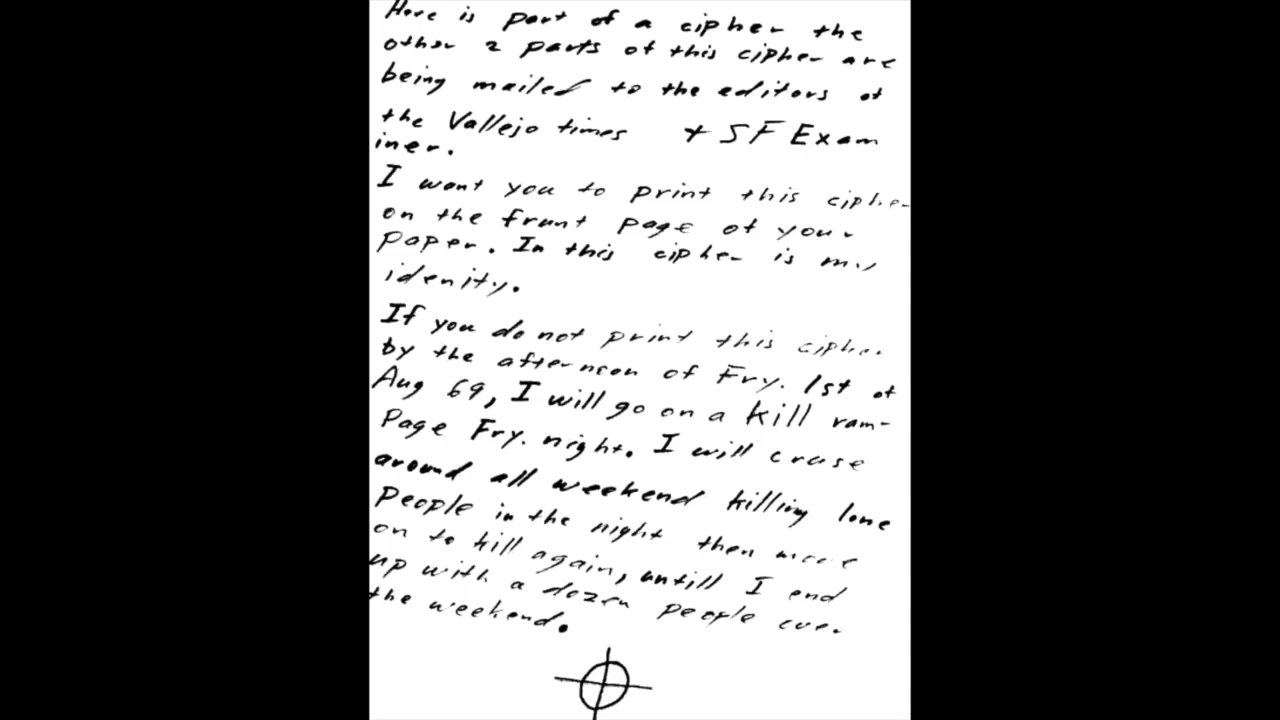 Here is part of a cipher the
other 2 parts of this cipher are
being mailed to the editors of
the Vallejo times + SF Exam
iner.
I want you to print this cipher
on the frunt page of your
paper. In this cipher is my
idenity.
If you do not print this cipher
by the afternoon of Fry. 1st of
Aug 69, I will go on a kill ram-
Page Fry. night. I will cruse
around all weekend killing lone
People in the night then move
on to kill again, untill I end
up with a dozen people over
the weekend.